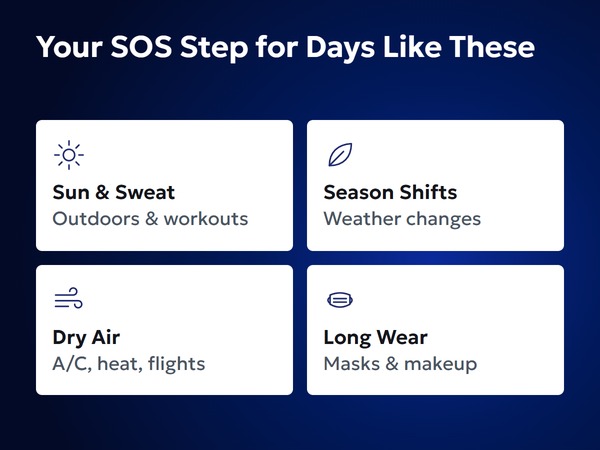 Your SOS Step for Days Like These
Sun & Sweat
Outdoors & workouts
Season Shifts
Weather changes
Dry Air
A/C, heat, flights
Long Wear
Masks & makeup